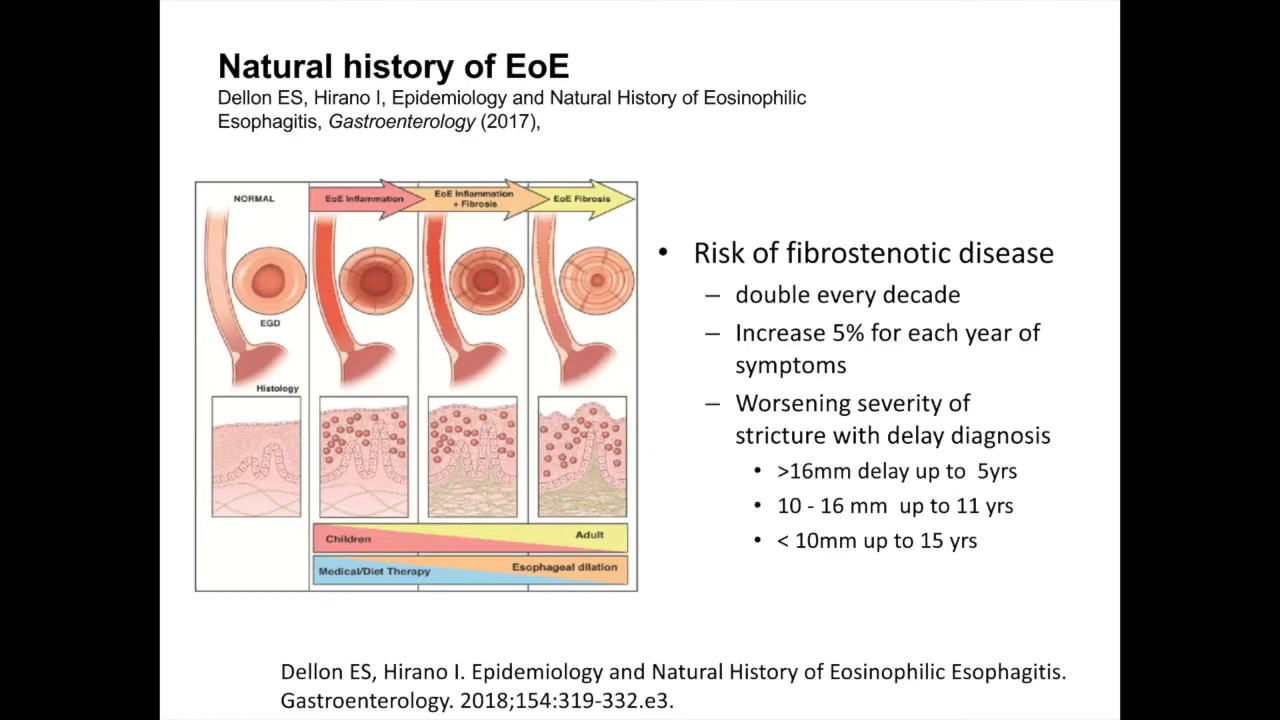 Natural history of EoE
Dellon ES, Hirano I, Epidemiology and Natural History of Eosinophilic
Esophagitis, Gastroenterology (2017),
NORMAL
EoE Inflammation
EoE Inflammation
+ Fibrosis
EoE Fibrosis
EGD
Histology
Children
Adult
Medical/Diet Therapy
Esophageal dilation
• Risk of fibrostenotic disease
– double every decade
– Increase 5% for each year of
symptoms
– Worsening severity of
stricture with delay diagnosis
• >16mm delay up to 5yrs
• 10 - 16 mm up to 11 yrs
• < 10mm up to 15 yrs
Dellon ES, Hirano I. Epidemiology and Natural History of Eosinophilic Esophagitis.
Gastroenterology. 2018;154:319-332.e3.